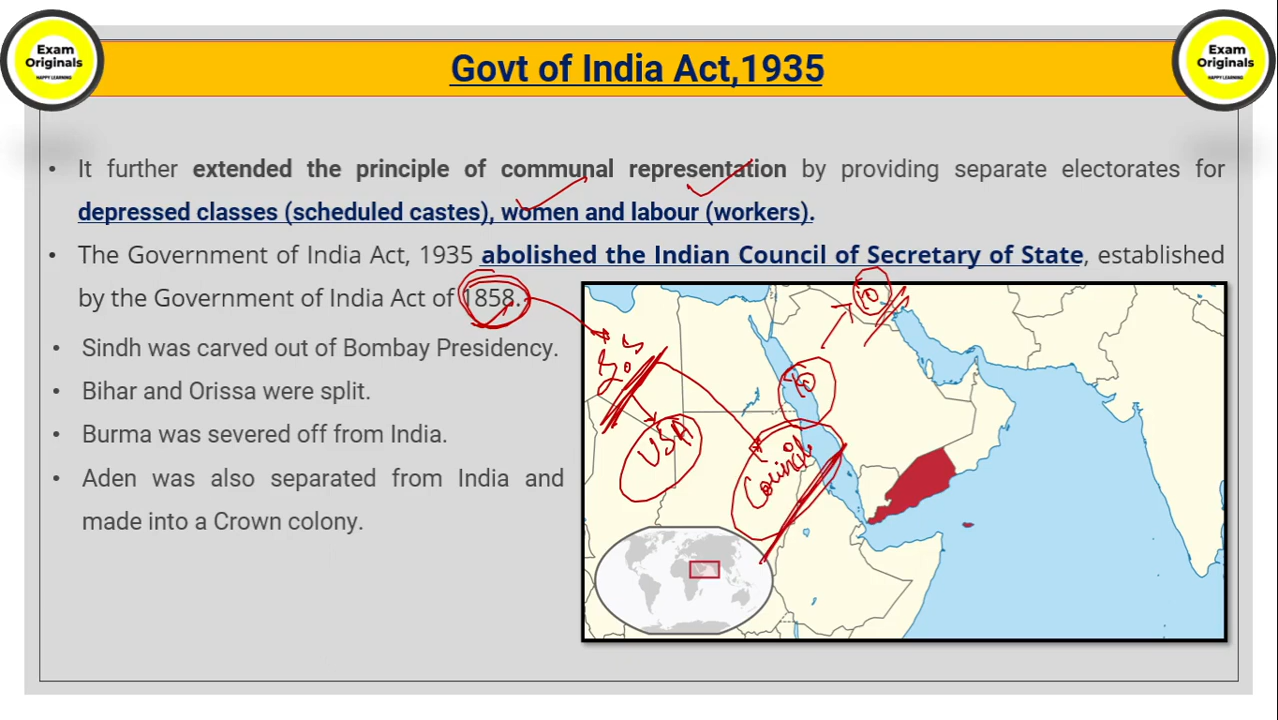 Exam
Originals
HAPPY LEARNING
Govt of India Act,1935
Exam
Originals
HAPPY LEARNING
• It further extended the principle of communal representation by providing separate electorates for
depressed classes (scheduled castes), women and labour (workers).
• The Government of India Act, 1935 abolished the Indian Council of Secretary of State, established
by the Government of India Act of 1858.
• Sindh was carved out of Bombay Presidency.
• Bihar and Orissa were split.
• Burma was severed off from India.
• Aden was also separated from India and
made into a Crown colony.
USA
Council